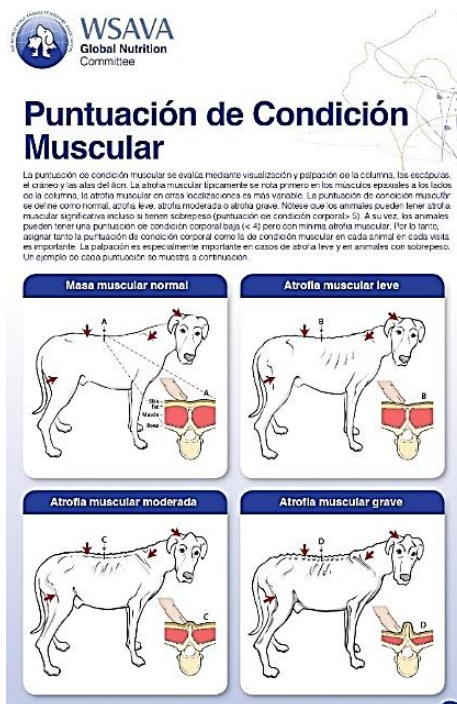 WSAVA
Global Nutrition
Committee
Puntuación de Condición
Muscular
La puntuación de condición muscular se evalúa mediante visualización y palpación de la columna, las escápulas,
el cráneo y las alas del ilion. La atrofia muscular típicamente se nota primero en los músculos epaxiales a los lados
de la columna, la atrofia muscular en otras localizaciones es más variable. La puntuación de condición muscular
se define como normal, atrofia leve, atrofia moderada o atrofia grave. Nótese que los animales pueden tener atrofia
muscular significativa incluso si tienen sobrepeso (puntuación de condición corporal> 5). A su vez, los animales
pueden tener una puntuación de condición corporal baja (< 4) pero con mínima atrofia muscular. Por lo tanto,
asignar tanto la puntuación de condición corporal como la de condición muscular en cada animal en cada visita
es importante. La palpación es especialmente importante en casos de atrofia leve y en animales con sobrepeso.
Un ejemplo de cada puntuación se muestra a continuación.
Masa muscular normal
A
A
Skin
Fat
Muscle
Bone
Atrofia muscular leve
B
B
Atrofia muscular moderada
C
C
Atrofia muscular grave
D
D